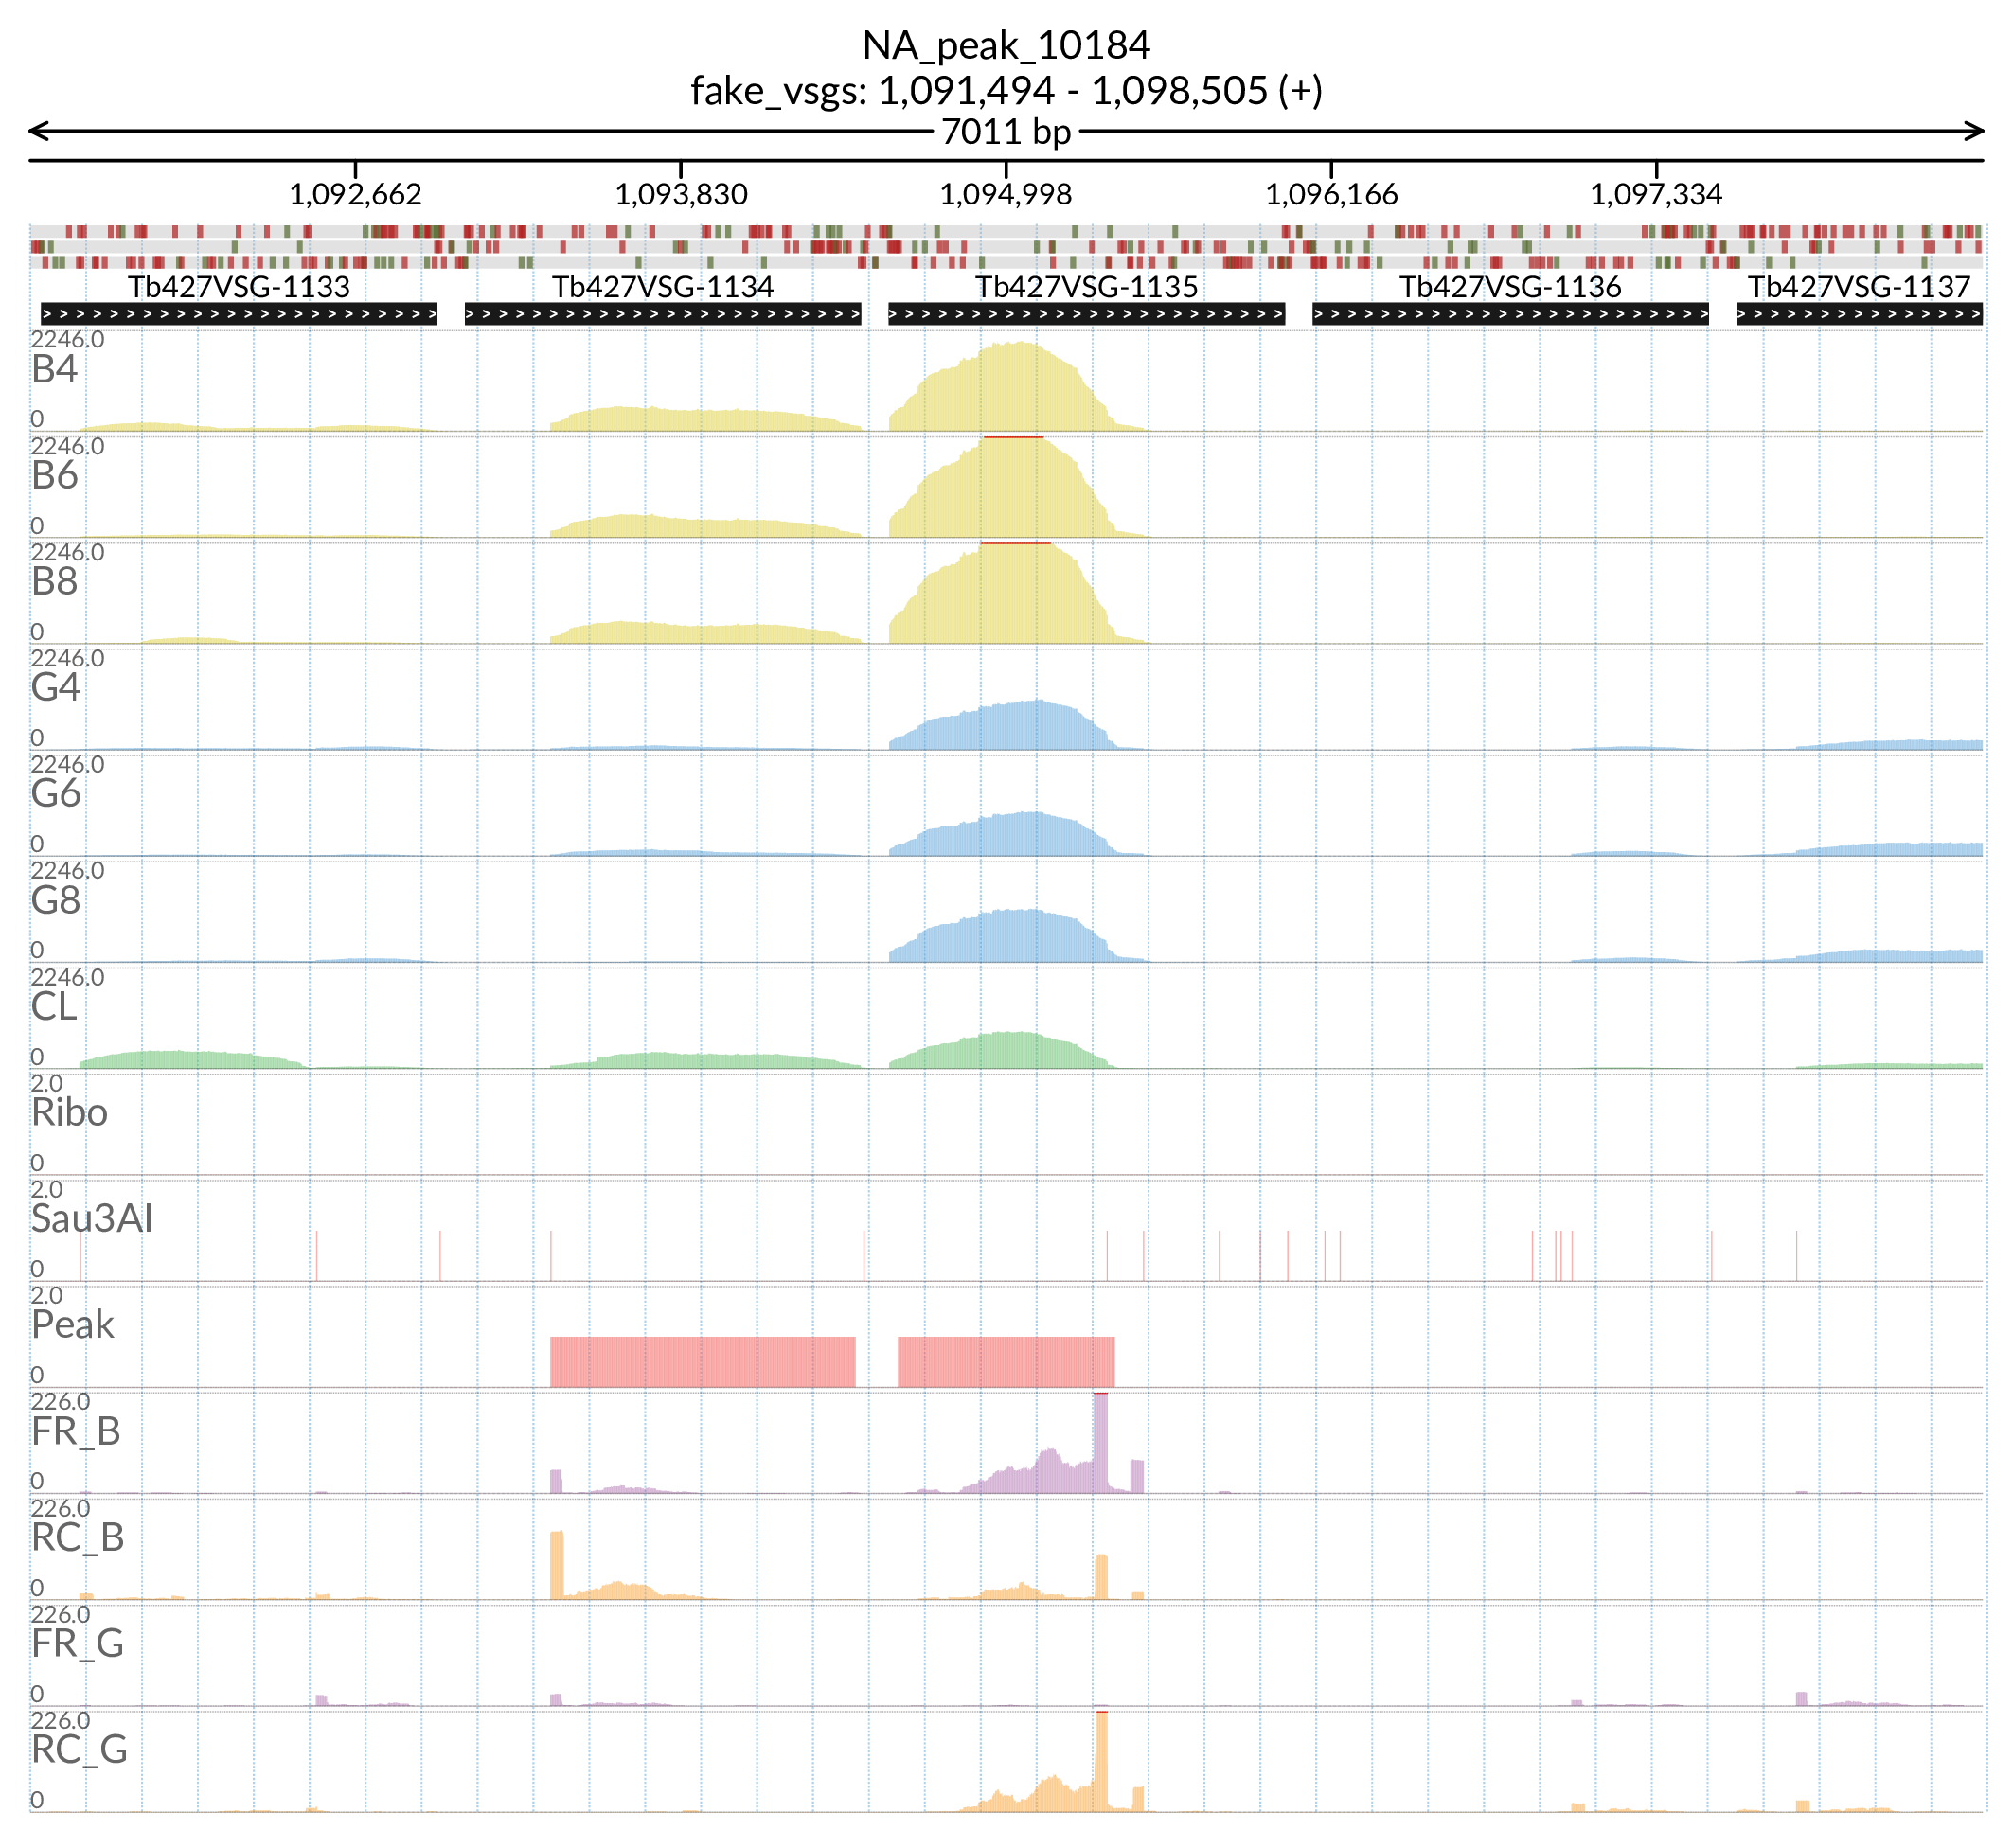 NA_peak_10184
fake_vsgs: 1,091,494 - 1,098,505 (+)
7011 bp
1,092,662 1,093,830 1,094,998 1,096,166 1,097,334
Tb427VSG-1133 Tb427VSG-1134 Tb427VSG-1135 Tb427VSG-1136 Tb427VSG-1137
2246.0
B4
0
2246.0
B6
0
2246.0
B8
0
2246.0
G4
0
2246.0
G6
0
2246.0
G8
0
2246.0
CL
0
2.0
Ribo
0
2.0
Sau3AI
0
2.0
Peak
0
226.0
FR_B
0
226.0
RC_B
0
226.0
FR_G
0
226.0
RC_G
0